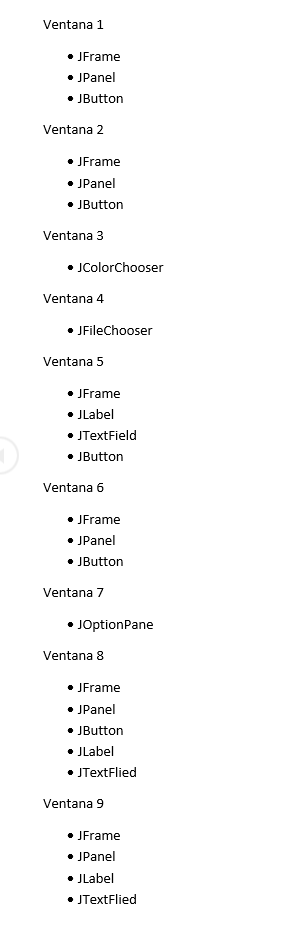 Ventana 1
• JFrame
• JPanel
• JButton
Ventana 2
• JFrame
• JPanel
• JButton
Ventana 3
• JColorChooser
Ventana 4
• JFileChooser
Ventana 5
• JFrame
• JLabel
• JTextField
• JButton
Ventana 6
• JFrame
• JPanel
• JButton
Ventana 7
• JOptionPane
Ventana 8
• JFrame
• JPanel
• JButton
• JLabel
• JTextFlied
Ventana 9
• JFrame
• JPanel
• JLabel
• JTextFlied